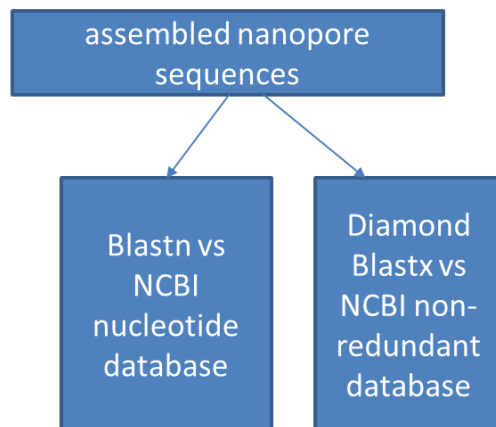 assembled nanopore
sequences
Blastn vs
NCBI
nucleotide
database
Diamond
Blastx vs
NCBI non-
redundant
database